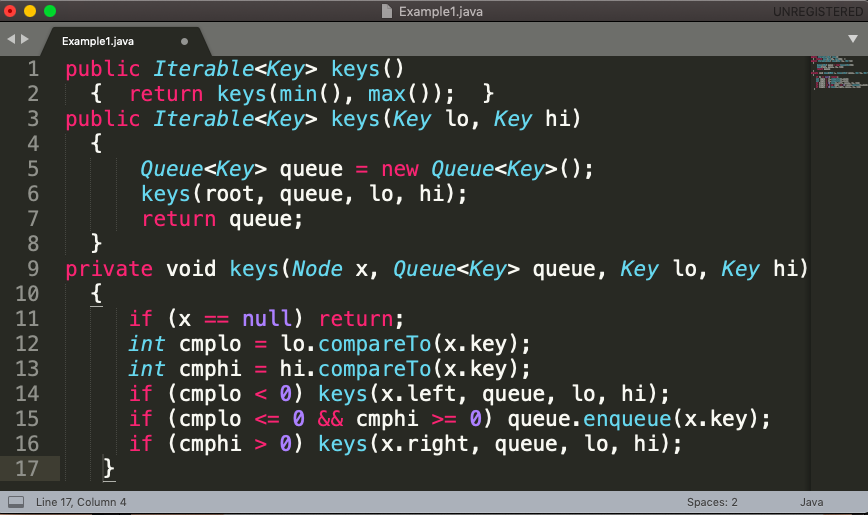 Example1.java
UNREGISTERED
Example1.java
1 public Iterable<Key> keys()
2 { return keys(min(), max()); }
3 public Iterable<Key> keys(Key lo, Key hi)
4 {
5 Queue<Key> queue = new Queue<Key>();
6 keys(root, queue, lo, hi);
7 return queue;
8 }
9 private void keys(Node x, Queue<Key> queue, Key lo, Key hi)
10 {
11 if (x == null) return;
12 int cmplo = lo.compareTo(x.key);
13 int cmphi = hi.compareTo(x.key);
14 if (cmplo < 0) keys(x.left, queue, lo, hi);
15 if (cmplo <= 0 && cmphi >= 0) queue.enqueue(x.key);
16 if (cmphi > 0) keys(x.right, queue, lo, hi);
17 }
Line 17, Column 4
Spaces: 2
Java